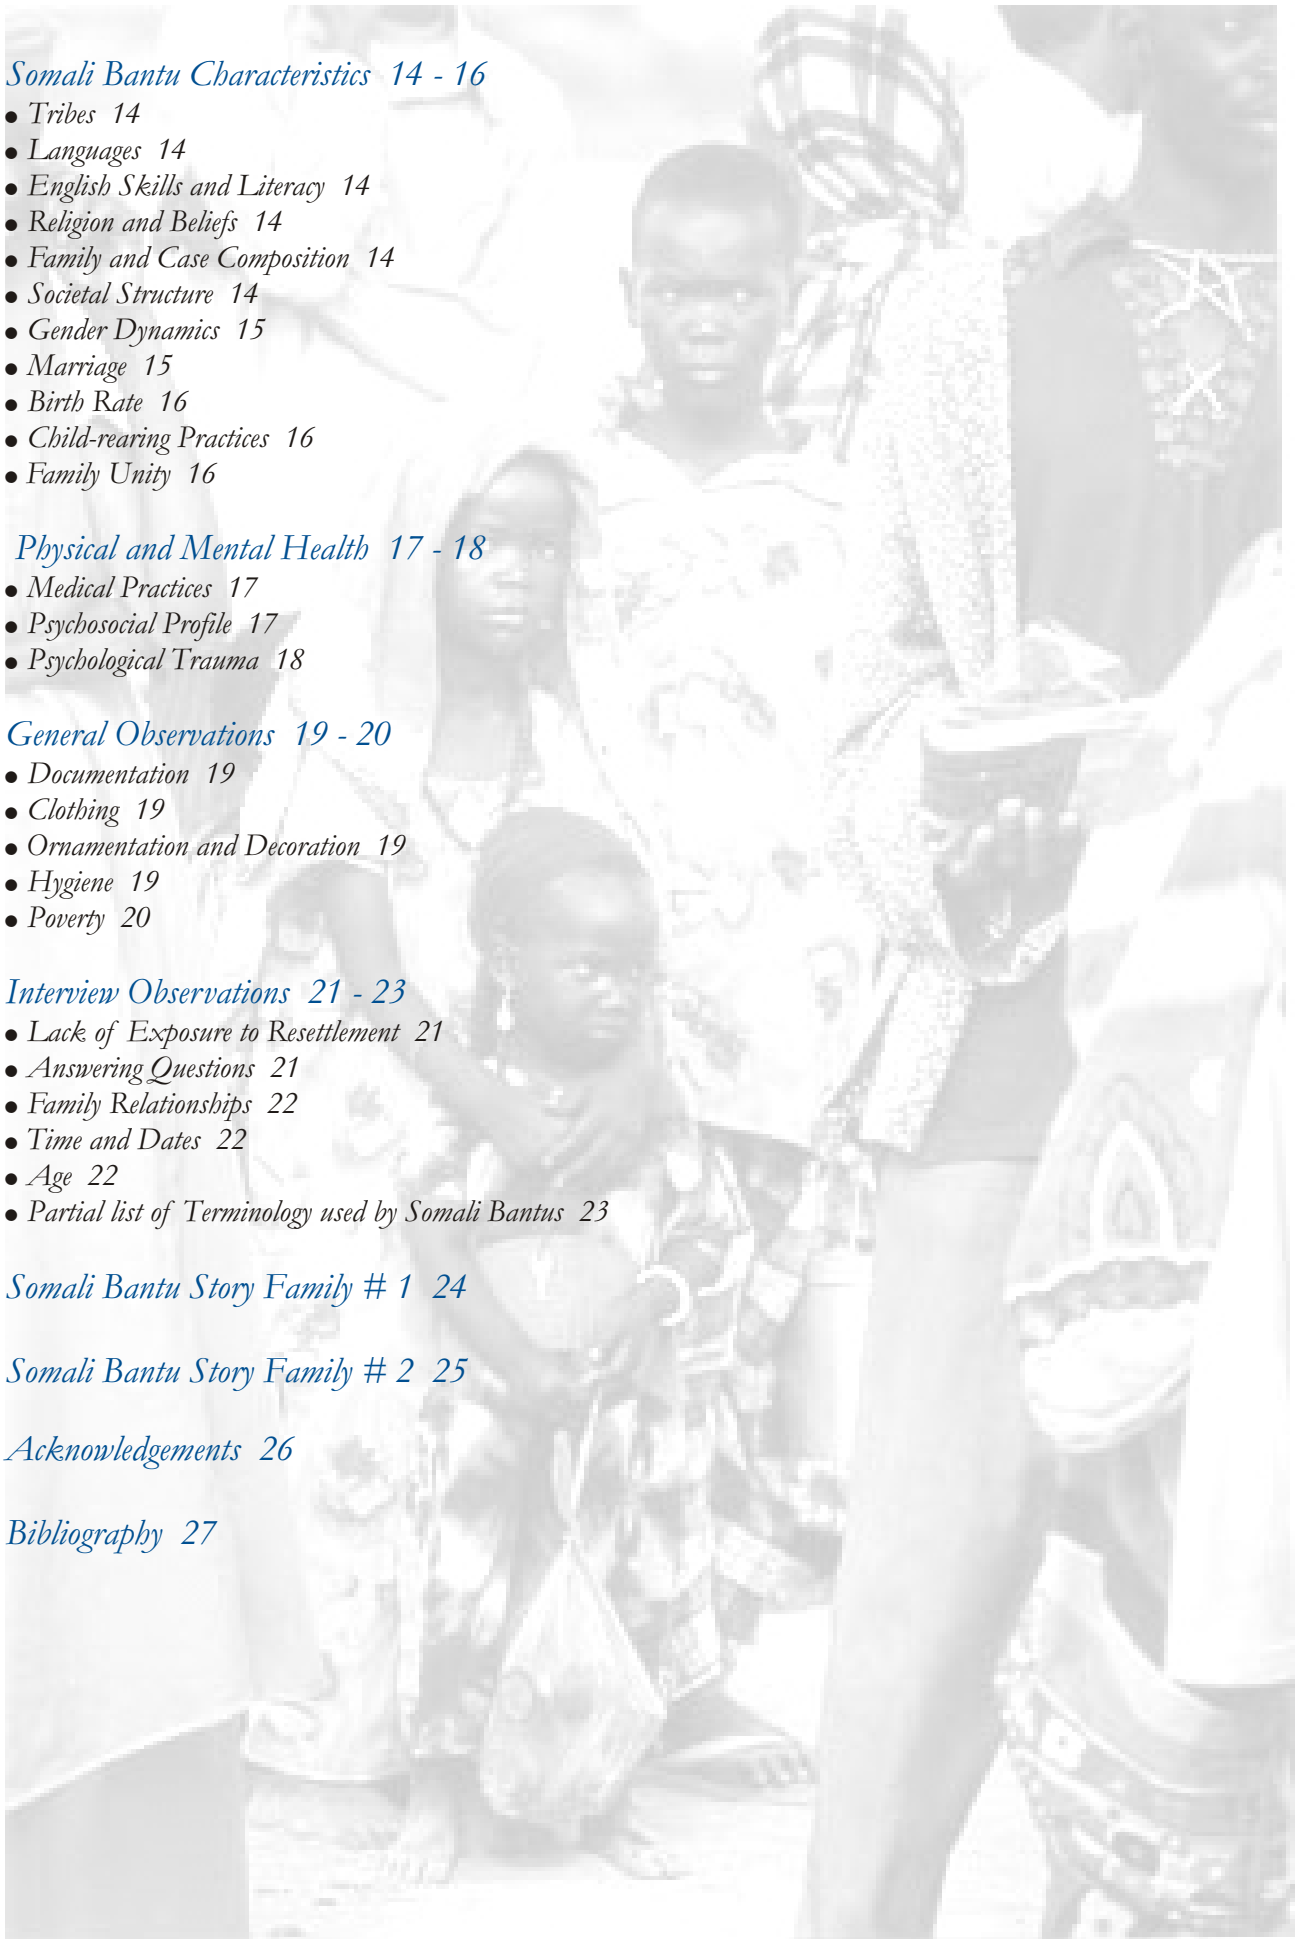 Somali Bantu Characteristics 14 - 16
● Tribes 14
● Languages 14
● English Skills and Literacy 14
● Religion and Beliefs 14
● Family and Case Composition 14
● Societal Structure 14
● Gender Dynamics 15
● Marriage 15
● Birth Rate 16
● Child-rearing Practices 16
● Family Unity 16
Physical and Mental Health 17 - 18
● Medical Practices 17
● Psychosocial Profile 17
● Psychological Trauma 18
General Observations 19 - 20
● Documentation 19
● Clothing 19
● Ornamentation and Decoration 19
● Hygiene 19
● Poverty 20
Interview Observations 21 - 23
● Lack of Exposure to Resettlement 21
● Answering Questions 21
● Family Relationships 22
● Time and Dates 22
● Age 22
● Partial list of Terminology used by Somali Bantus 23
Somali Bantu Story Family # 1 24
Somali Bantu Story Family # 2 25
Acknowledgements 26
Bibliography 27